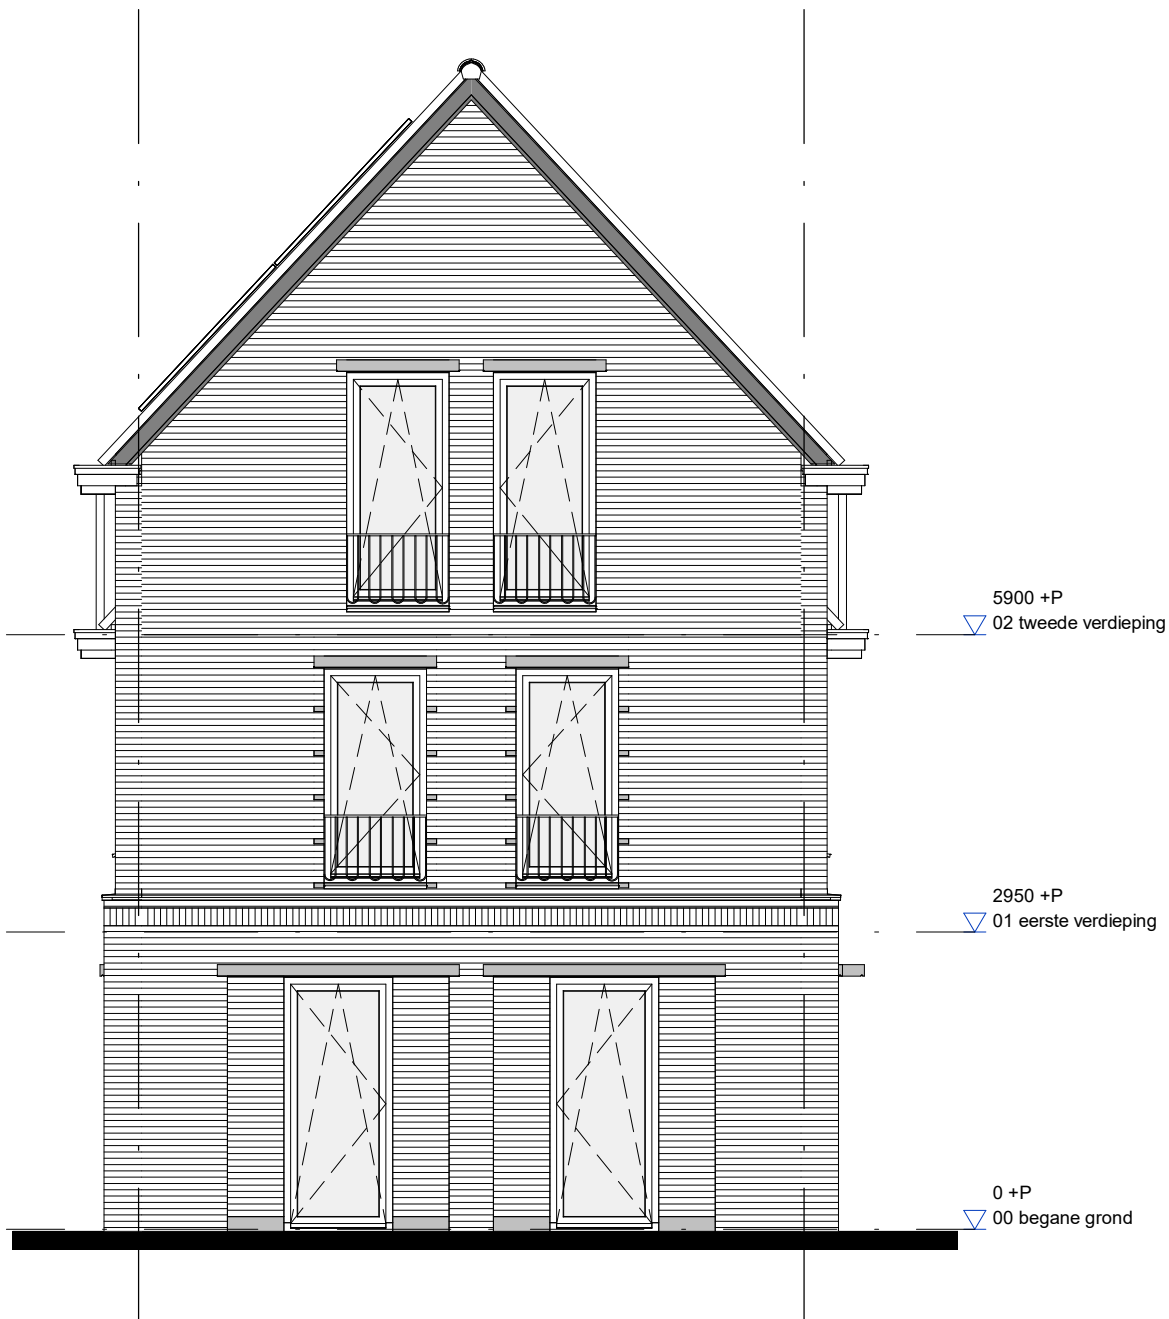 5900 +P
02 tweede verdieping
2950 +P
01 eerste verdieping
0 +P
00 begane grond